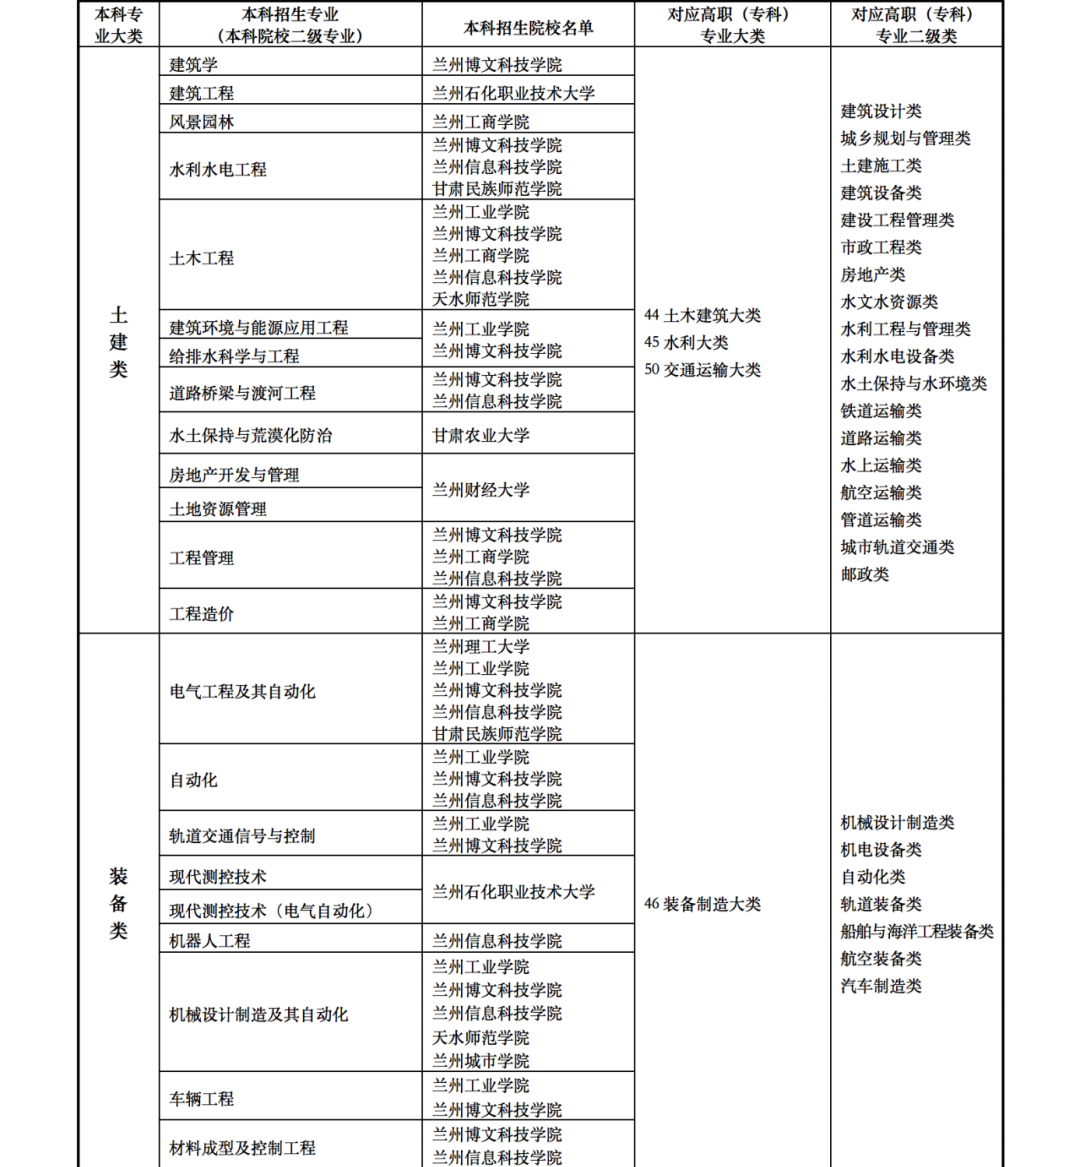 本科专
业大类
本科招生专业
（本科院校二级专业）
本科招生院校名单
对应高职（专科）
专业大类
对应高职（专科）
专业二级类
土
建
类
建筑学
兰州博文科技学院
建筑工程
兰州石化职业技术大学
风景园林
兰州工商学院
水利水电工程
兰州博文科技学院
兰州信息科技学院
甘肃民族师范学院
土木工程
兰州工业学院
兰州博文科技学院
兰州工商学院
兰州信息科技学院
天水师范学院
建筑环境与能源应用工程
给排水科学与工程
兰州工业学院
兰州博文科技学院
道路桥梁与渡河工程
兰州博文科技学院
兰州信息科技学院
水土保持与荒漠化防治
甘肃农业大学
房地产开发与管理
土地资源管理
兰州财经大学
工程管理
兰州博文科技学院
兰州工商学院
兰州信息科技学院
工程造价
兰州博文科技学院
兰州工商学院
44 土木建筑大类
45 水利大类
50 交通运输大类
建筑设计类
城乡规划与管理类
土建施工类
建筑设备类
建设工程管理类
市政工程类
房地产类
水文水资源类
水利工程与管理类
水利水电设备类
水土保持与水环境类
铁道运输类
道路运输类
水上运输类
航空运输类
管道运输类
城市轨道交通类
邮政类
装
备
类
电气工程及其自动化
兰州理工大学
兰州工业学院
兰州博文科技学院
兰州信息科技学院
甘肃民族师范学院
自动化
兰州工业学院
兰州博文科技学院
兰州信息科技学院
轨道交通信号与控制
兰州工业学院
兰州博文科技学院
现代测控技术
现代测控技术（电气自动化）
兰州石化职业技术大学
机器人工程
兰州信息科技学院
机械设计制造及其自动化
兰州工业学院
兰州博文科技学院
兰州信息科技学院
天水师范学院
兰州城市学院
车辆工程
兰州工业学院
兰州博文科技学院
材料成型及控制工程
兰州博文科技学院
兰州信息科技学院
46 装备制造大类
机械设计制造类
机电设备类
自动化类
轨道装备类
船舶与海洋工程装备类
航空装备类
汽车制造类